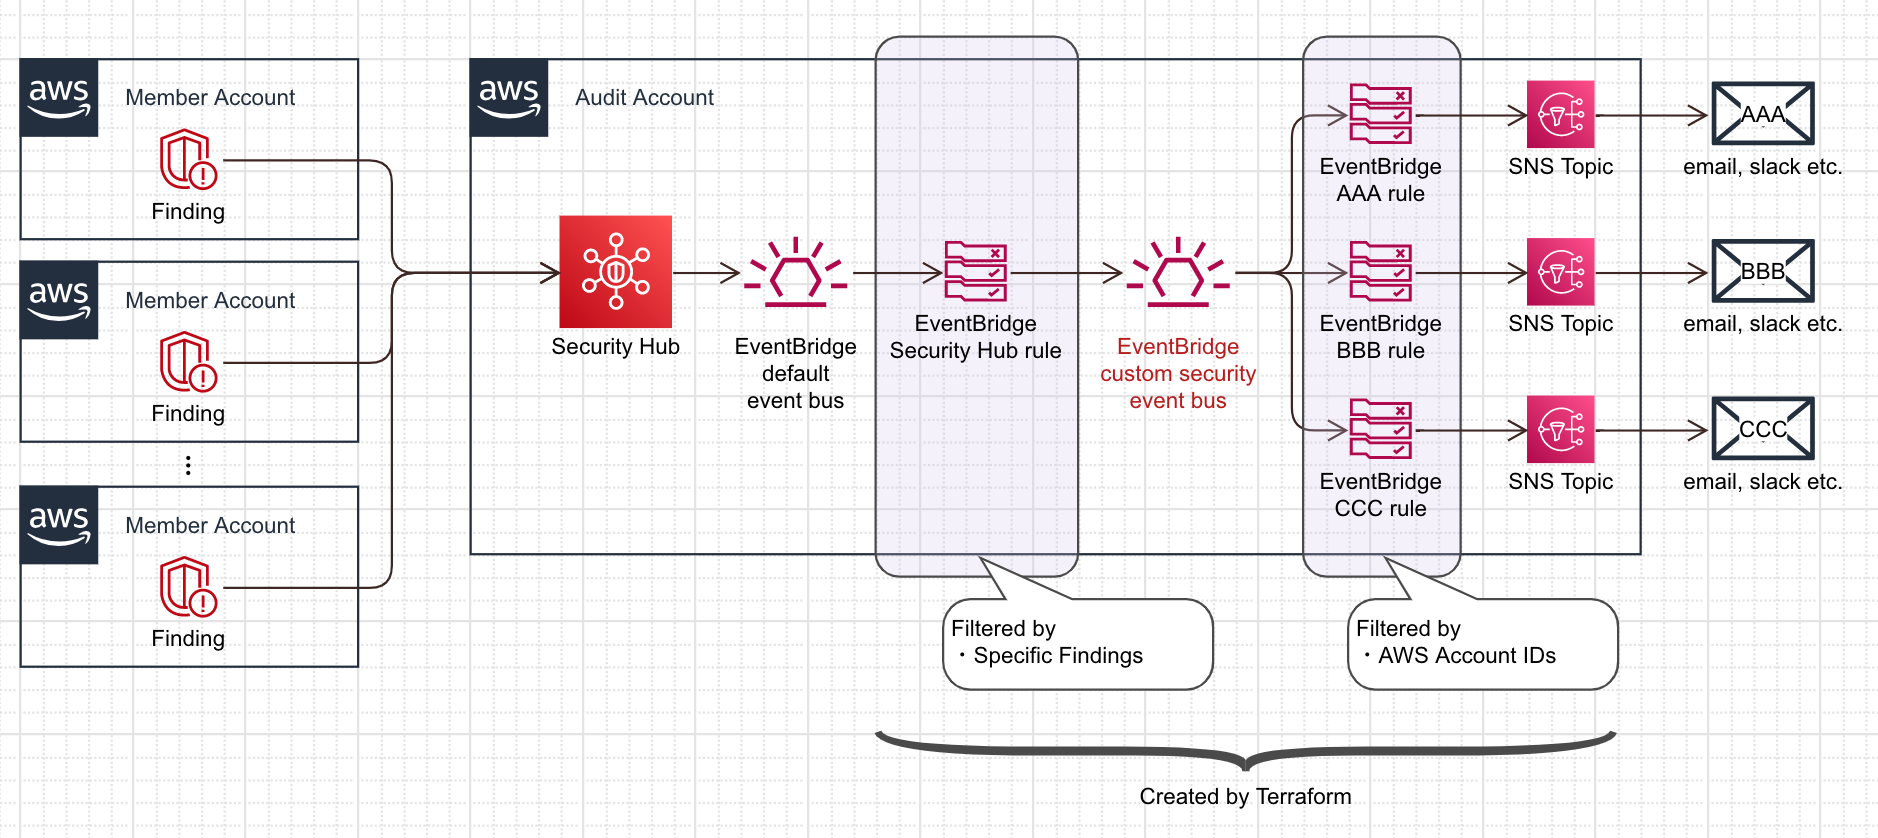 aws
Member Account
Finding
aws
Member Account
Finding
aws
Member Account
Finding
aws
Audit Account
Security Hub
EventBridge
default
event bus
EventBridge
Security Hub rule
EventBridge
custom security
event bus
EventBridge
AAA rule
SNS Topic
AAA
email, slack etc.
EventBridge
BBB rule
SNS Topic
BBB
email, slack etc.
EventBridge
CCC rule
SNS Topic
CCC
email, slack etc.
Filtered by
・Specific Findings
Filtered by
・AWS Account IDs
Created by Terraform